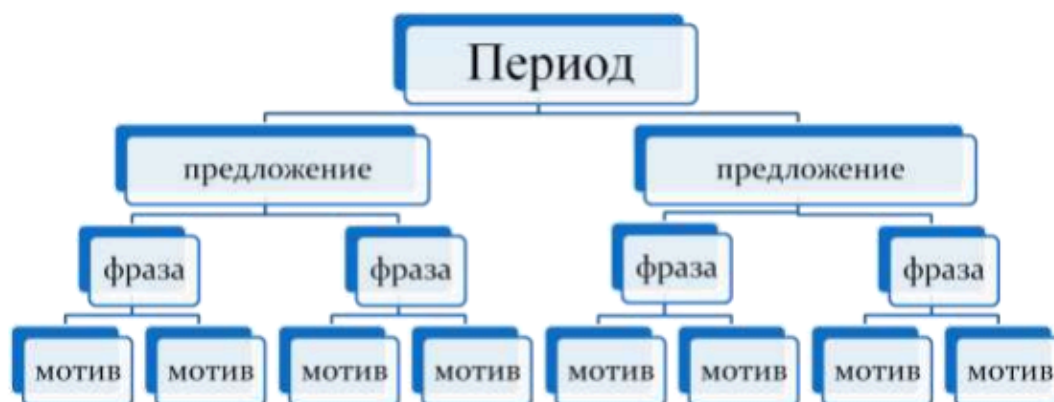 Период
предложение предложение
фраза фраза фраза фраза
мотив мотив мотив мотив мотив мотив мотив мотив